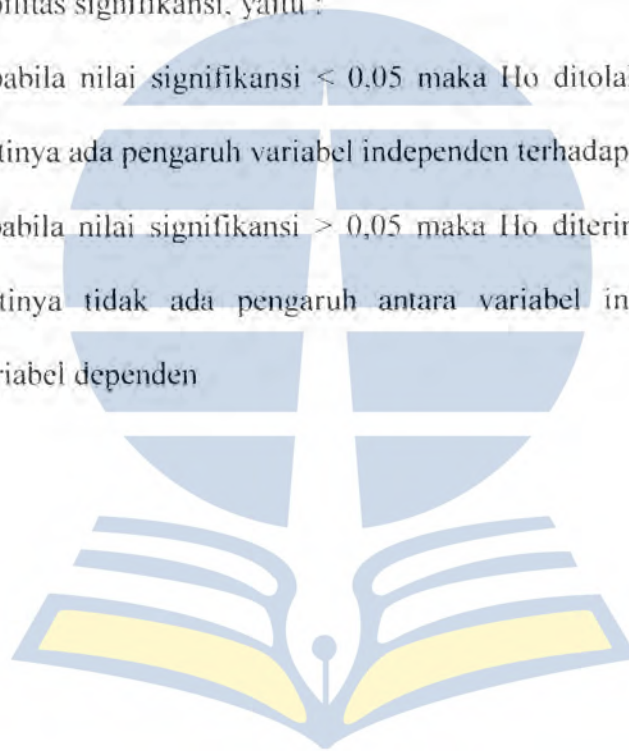 bilitas signifikansi, yaitu :
pabila nilai signifikansi < 0,05 maka Ho ditolak
tinya ada pengaruh variabel independen terhadap
pabila nilai signifikansi > 0,05 maka Ho diterim
tinya tidak ada pengaruh antara variabel in
riabel dependen